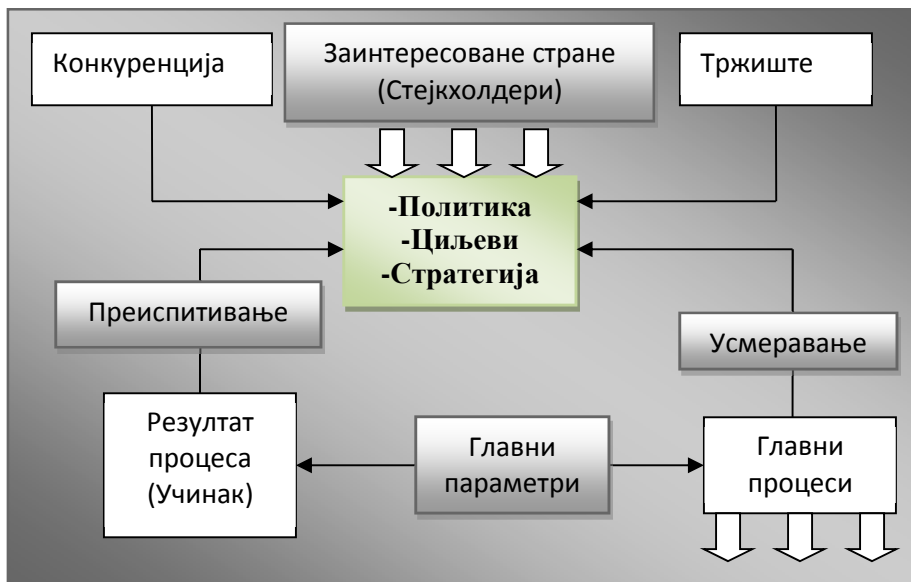 Конкуренција
Заинтересоване стране
(Стејкхолдери)
Тржиште
-Политика
-Циљеви
-Стратегија
Преиспитивање
Усмеравање
Резултат
процеса
(Учинак)
Главни
параметри
Главни
процеси